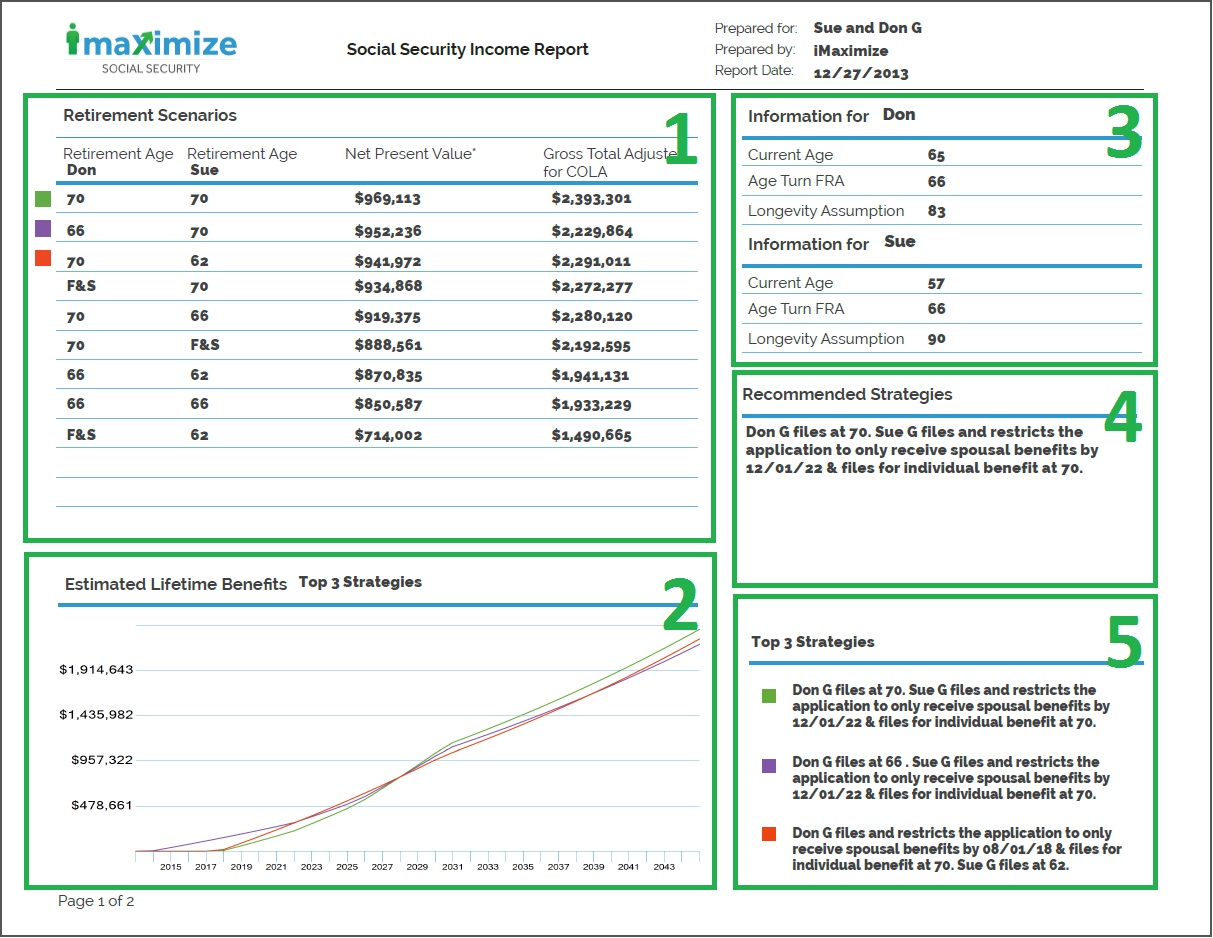 imaximize
SOCIAL SECURITY
Social Security Income Report
Prepared for: Sue and Don G
Prepared by: iMaximize
Report Date: 12/27/2013
Retirement Scenarios
1
Retirement Age Retirement Age Net Present Value* Gross Total Adjuste
Don Sue for COLA
70 70 $969,113 $2,393,301
66 70 $952,236 $2,229,864
70 62 $941,972 $2,291,011
F&S 70 $934,868 $2,272,277
70 66 $919,375 $2,280,120
70 F&S $888,561 $2,192,595
66 62 $870,835 $1,941,131
66 66 $850,587 $1,933,229
F&S 62 $714,002 $1,490,665
Estimated Lifetime Benefits Top 3 Strategies
2
$1,914,643
$1,435,982
$957,322
$478,661
2015 2017 2019 2021 2023 2025 2027 2029 2031 2033 2035 2037 2039 2041 2043
Information for Don
3
Current Age 65
Age Turn FRA 66
Longevity Assumption 83
Information for Sue
Current Age 57
Age Turn FRA 66
Longevity Assumption 90
Recommended Strategies
4
Don G files at 70. Sue G files and restricts the
application to only receive spousal benefits by
12/01/22 & files for individual benefit at 70.
Top 3 Strategies
5
Don G files at 70. Sue G files and restricts the
application to only receive spousal benefits by
12/01/22 & files for individual benefit at 70.
Don G files at 66 . Sue G files and restricts the
application to only receive spousal benefits by
12/01/22 & files for individual benefit at 70.
Don G files and restricts the application to only
receive spousal benefits by 08/01/18 & files for
individual benefit at 70. Sue G files at 62.
Page 1 of 2